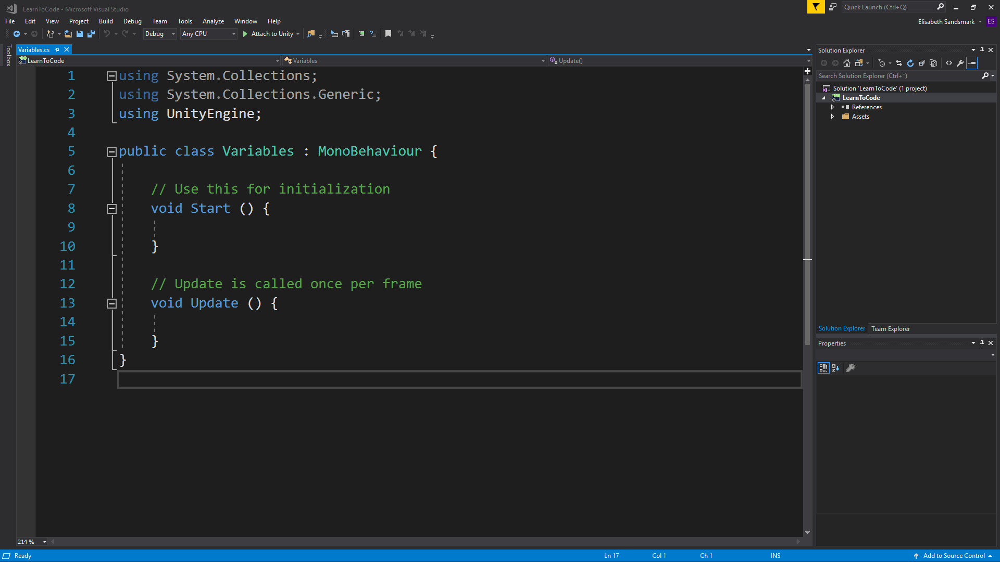 LearnToCode - Microsoft Visual Studio
Quick Launch (Ctrl+Q)
File Edit View Project Build Debug Team Tools Analyze Window Help
Elisabeth Sandsmark ES
Debug Any CPU Attach to Unity
Toolbox
Variables.cs
LearnToCode Variables Update()
1 using System.Collections;
2 using System.Collections.Generic;
3 using UnityEngine;
4
5 public class Variables : MonoBehaviour {
6
7 // Use this for initialization
8 void Start () {
9
10 }
11
12 // Update is called once per frame
13 void Update () {
14
15 }
16 }
17
214 %
Solution Explorer
Search Solution Explorer (Ctrl+¨)
Solution 'LearnToCode' (1 project)
LearnToCode
References
Assets
Solution Explorer Team Explorer
Properties
Ready Ln 17 Col 1 Ch 1 INS Add to Source Control